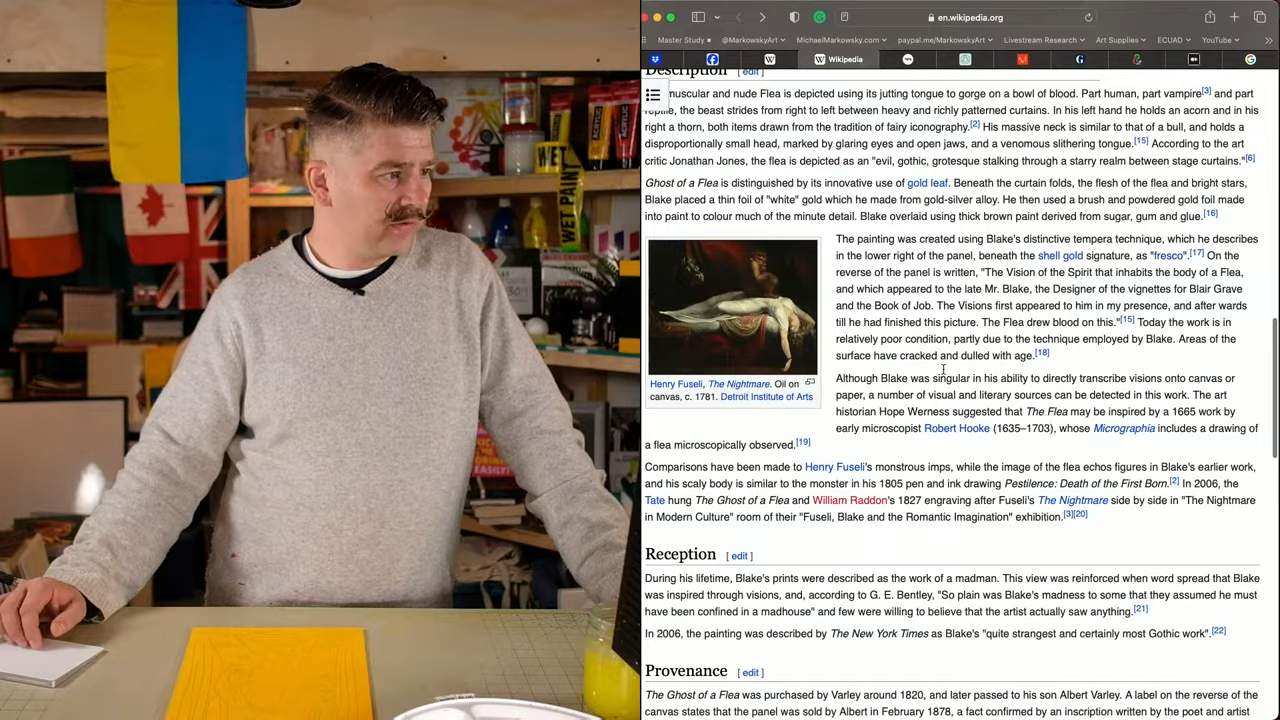 en.wikipedia.org
Master Study
@MarkowskyArt
MichaelMarkowsky.com
paypal.me/MarkowskyArt
Livestream Research
Art Supplies
ECUAD
YouTube
Wikipedia
Description [ edit ]
muscular and nude Flea is depicted using its jutting tongue to gorge on a bowl of blood. Part human, part vampire[3] and part
reptile, the beast strides from right to left between heavy and richly patterned curtains. In his left hand he holds an acorn and in his
right a thorn, both items drawn from the tradition of fairy iconography.[2] His massive neck is similar to that of a bull, and holds a
disproportionally small head, marked by glaring eyes and open jaws, and a venomous slithering tongue.[15] According to the art
critic Jonathan Jones, the flea is depicted as an "evil, gothic, grotesque stalking through a starry realm between stage curtains."[6]
Ghost of a Flea is distinguished by its innovative use of gold leaf. Beneath the curtain folds, the flesh of the flea and bright stars,
Blake placed a thin foil of "white" gold which he made from gold-silver alloy. He then used a brush and powdered gold foil made
into paint to colour much of the minute detail. Blake overlaid using thick brown paint derived from sugar, gum and glue.[16]
The painting was created using Blake's distinctive tempera technique, which he describes
in the lower right of the panel, beneath the shell gold signature, as "fresco".[17] On the
reverse of the panel is written, "The Vision of the Spirit that inhabits the body of a Flea,
and which appeared to the late Mr. Blake, the Designer of the vignettes for Blair Grave
and the Book of Job. The Visions first appeared to him in my presence, and after wards
till he had finished this picture. The Flea drew blood on this."[15] Today the work is in
relatively poor condition, partly due to the technique employed by Blake. Areas of the
surface have cracked and dulled with age.[18]
Henry Fuseli, The Nightmare. Oil on
canvas, c. 1781. Detroit Institute of Arts
Although Blake was singular in his ability to directly transcribe visions onto canvas or
paper, a number of visual and literary sources can be detected in this work. The art
historian Hope Werness suggested that The Flea may be inspired by a 1665 work by
early microscopist Robert Hooke (1635–1703), whose Micrographia includes a drawing of
a flea microscopically observed.[19]
Comparisons have been made to Henry Fuseli's monstrous imps, while the image of the flea echos figures in Blake's earlier work,
and his scaly body is similar to the monster in his 1805 pen and ink drawing Pestilence: Death of the First Born.[2] In 2006, the
Tate hung The Ghost of a Flea and William Raddon's 1827 engraving after Fuseli's The Nightmare side by side in "The Nightmare
in Modern Culture" room of their "Fuseli, Blake and the Romantic Imagination" exhibition.[3][20]
Reception [ edit ]
During his lifetime, Blake's prints were described as the work of a madman. This view was reinforced when word spread that Blake
was inspired through visions, and, according to G. E. Bentley, "So plain was Blake's madness to some that they assumed he must
have been confined in a madhouse" and few were willing to believe that the artist actually saw anything.[21]
In 2006, the painting was described by The New York Times as Blake's "quite strangest and certainly most Gothic work".[22]
Provenance [ edit ]
The Ghost of a Flea was purchased by Varley around 1820, and later passed to his son Albert Varley. A label on the reverse of the
canvas states that the panel was sold by Albert in February 1878, a fact confirmed by an inscription written by the poet and artist
WET PAINT
WET
ACRYLIC
ACRYLIC